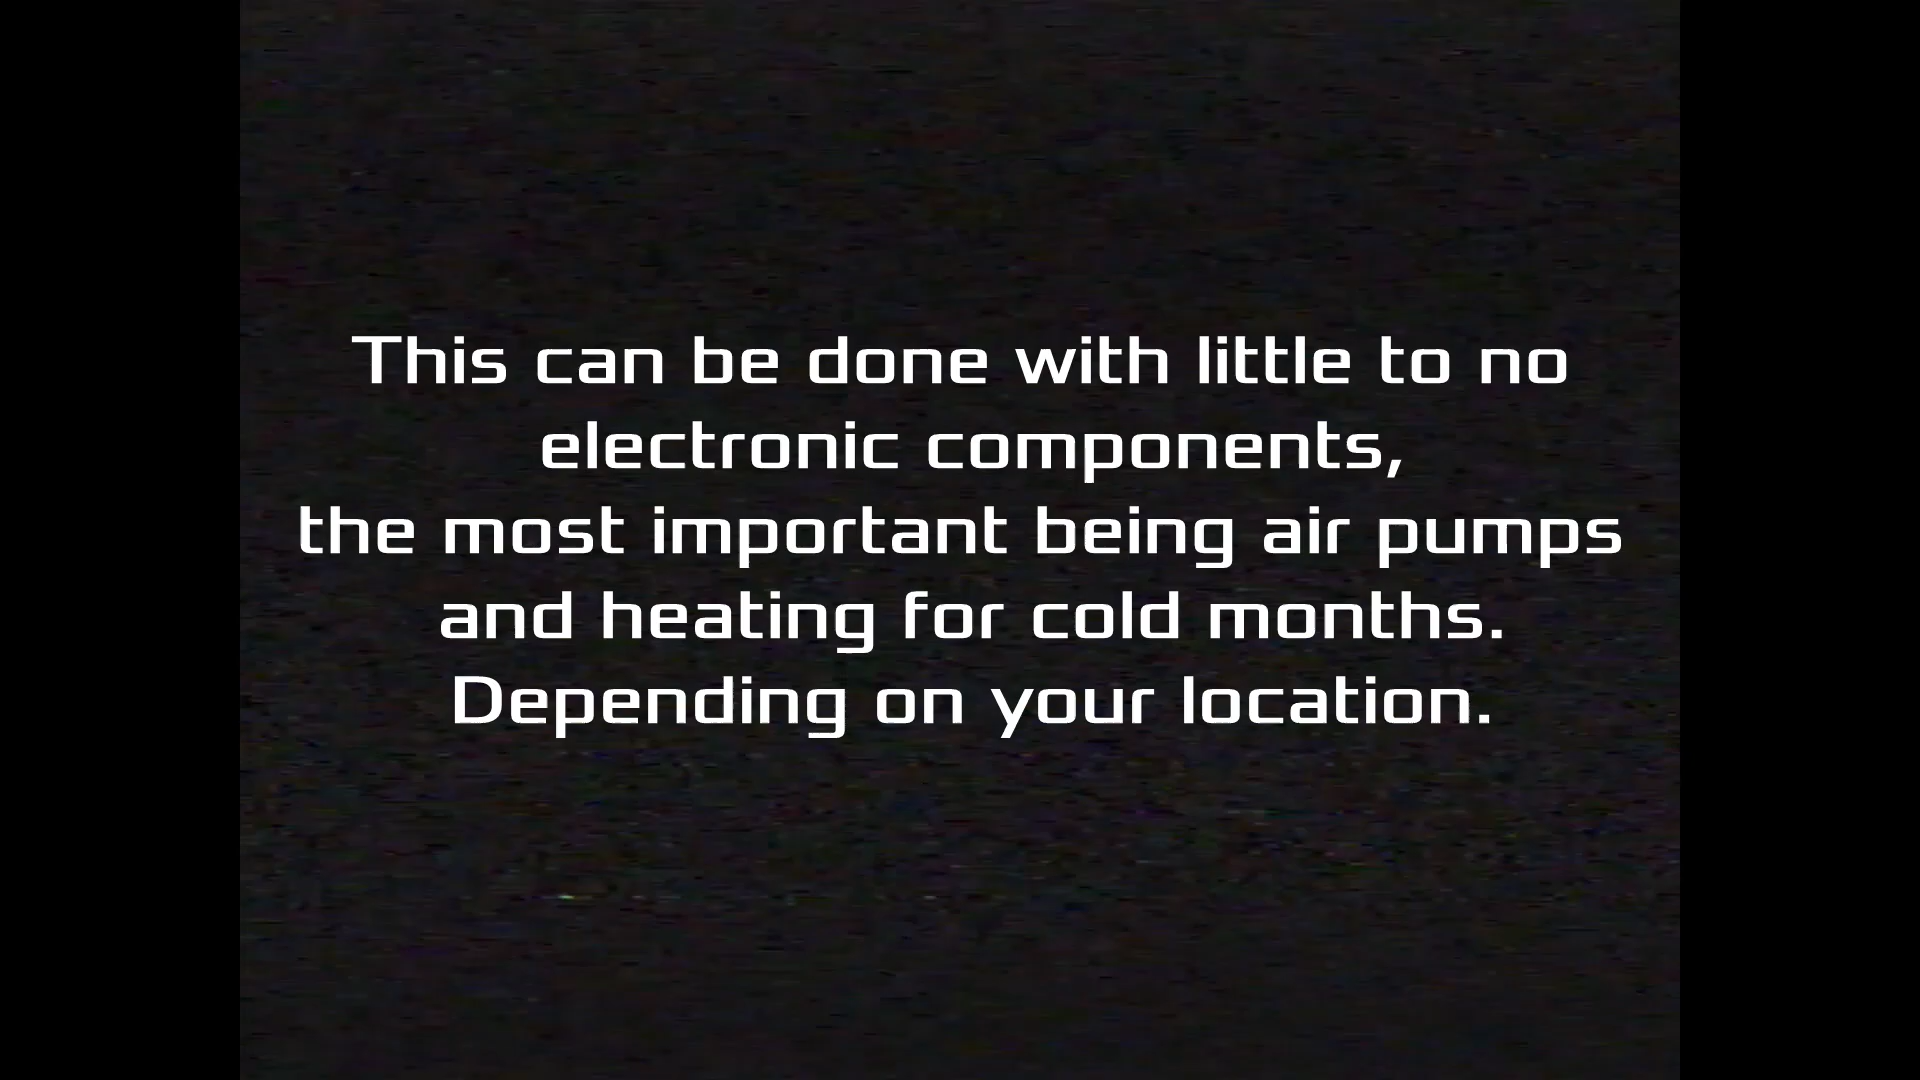 This can be done with little to no
electronic components,
the most important being air pumps
and heating for cold months.
Depending on your location.